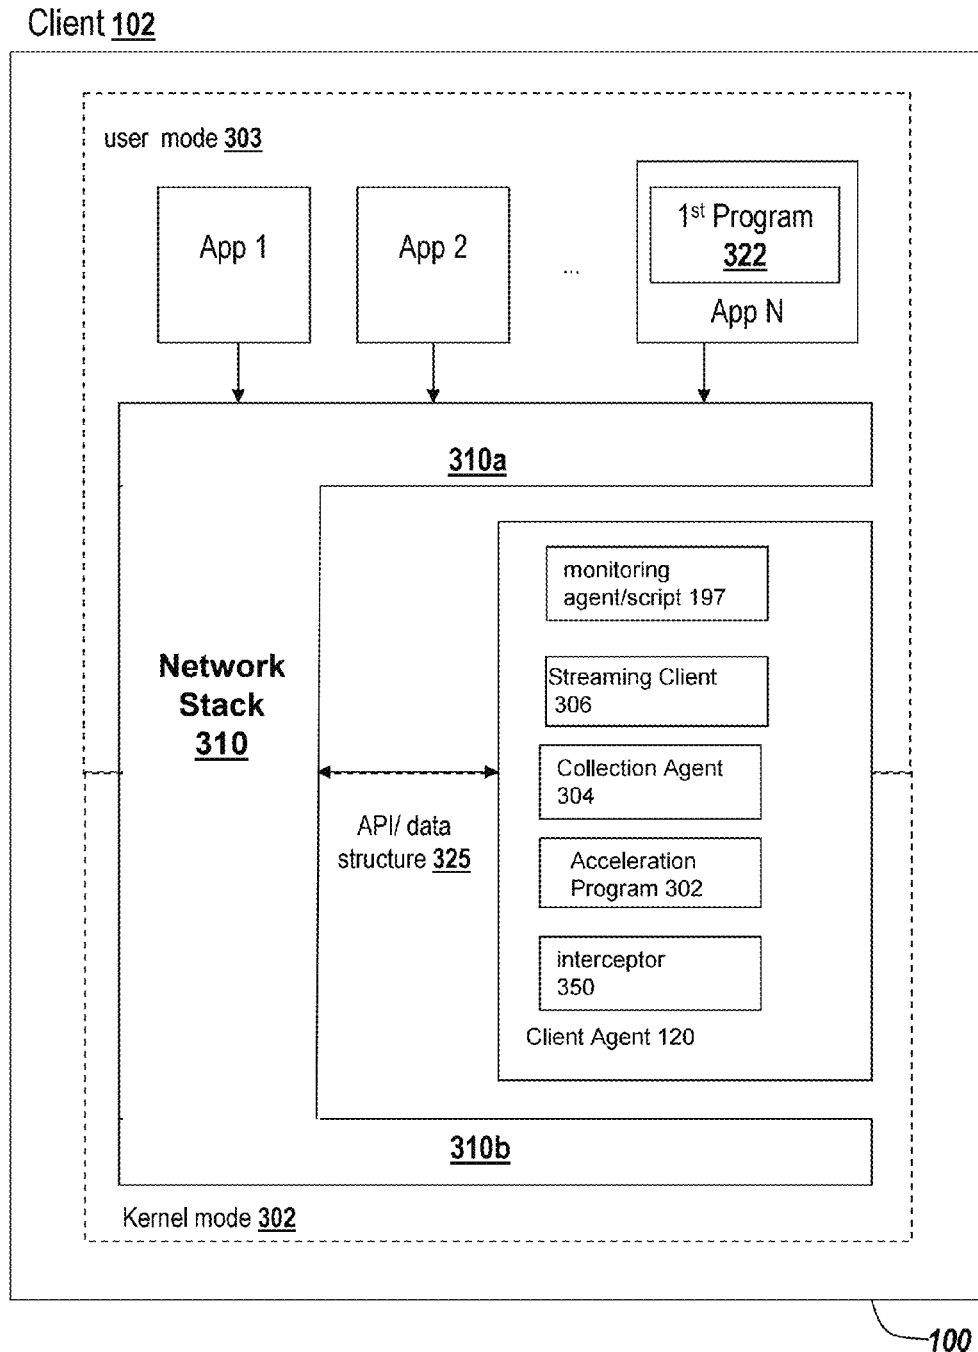 Client 102
user mode 303
App 1
App 2
...
1st Program
322
App N
310a
Network
Stack
310
API/ data
structure 325
monitoring
agent/script 197
Streaming Client
306
Collection Agent
304
Acceleration
Program 302
interceptor
350
Client Agent 120
310b
Kernel mode 302
100